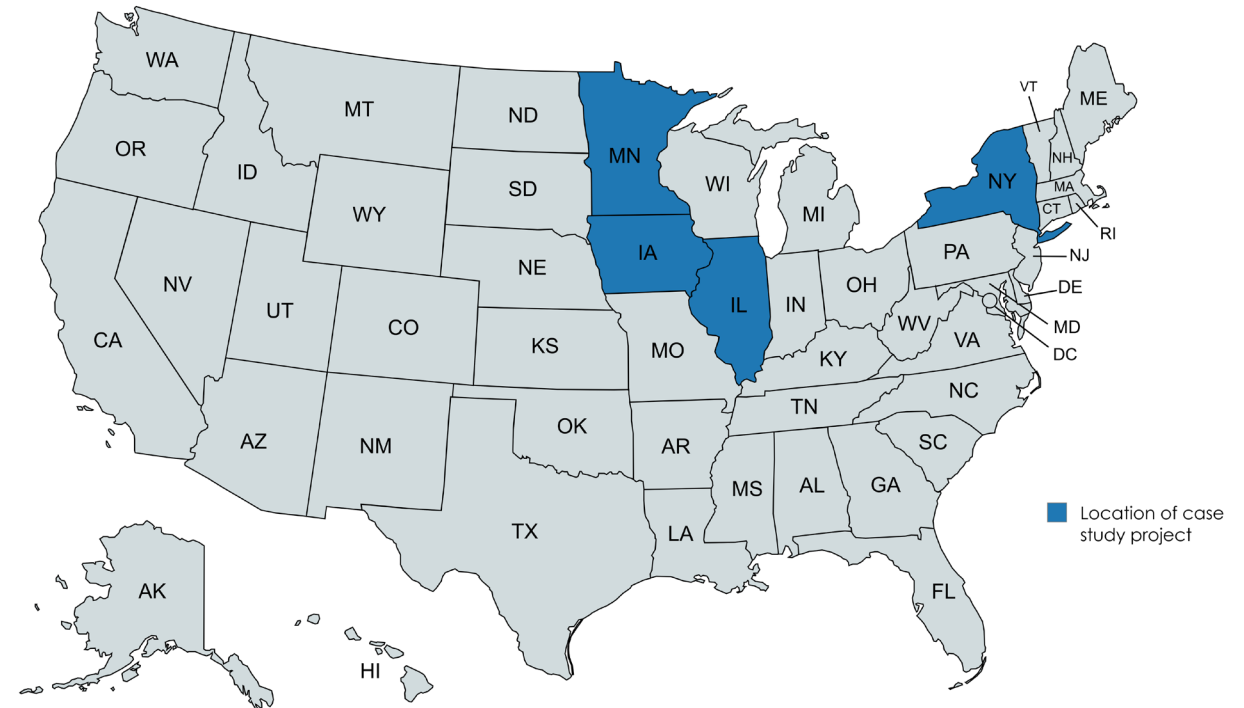 WA
MT
ND
MN
VT
ME
OR
ID
SD
WI
NH
NY
MA
WY
MI
CT
RI
IA
PA
NJ
NE
NV
OH
DE
UT
CO
IL
IN
WV
MD
CA
KS
MO
KY
VA
DC
NC
TN
OK
AZ
NM
AR
SC
MS
AL
GA
TX
LA
Location of case
study project
AK
FL
HI